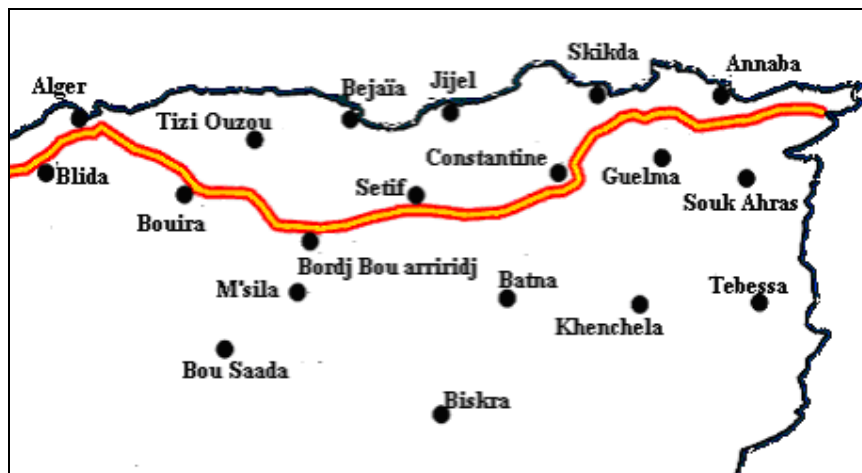 Skikda
Annaba
Jijel
Bejaïa
Alger
Tizi Ouzou
Constantine
Blida
Guelma
Setif
Souk Ahras
Bouira
Bordj Bou arriridj
M'sila
Batna
Tebessa
Khenchela
Bou Saada
Biskra